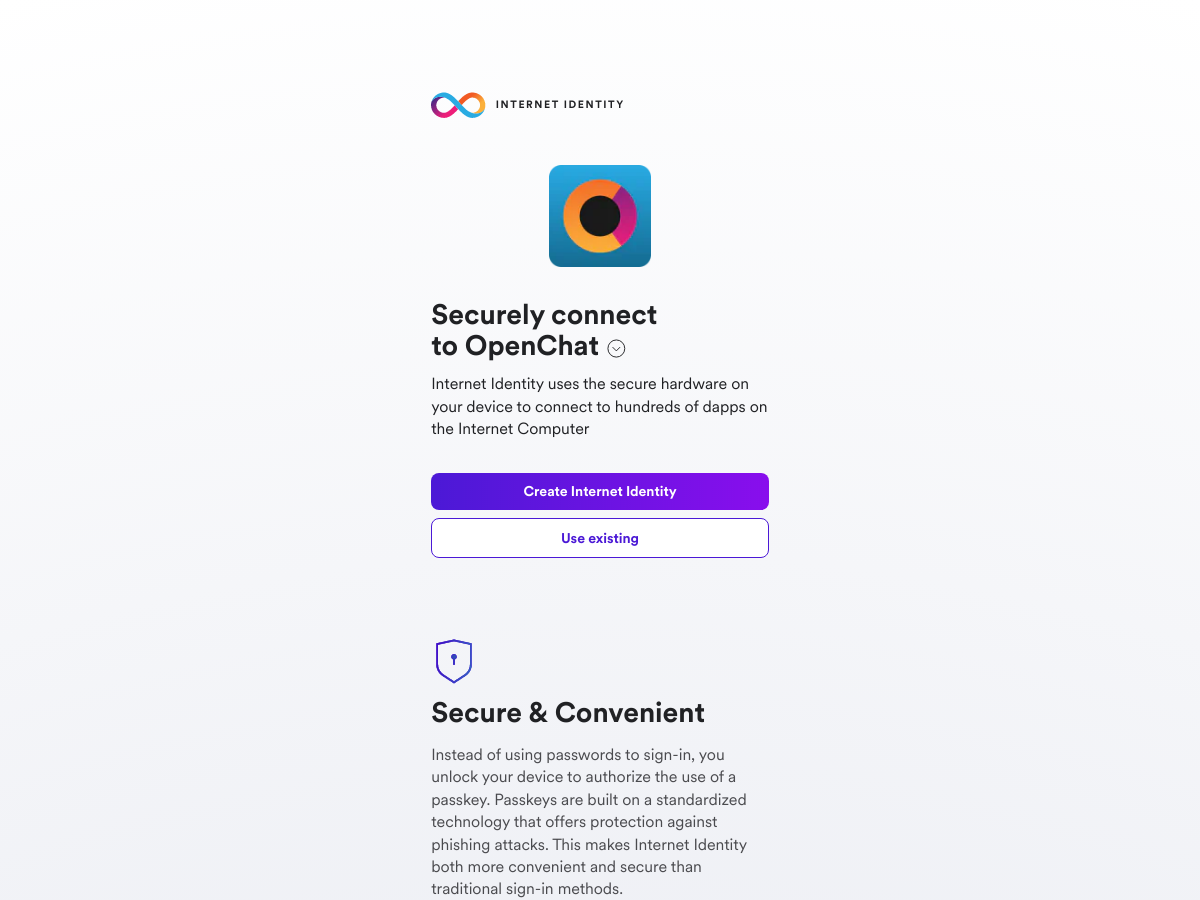 INTERNET IDENTITY
Securely connect
to OpenChat
Internet Identity uses the secure hardware on
your device to connect to hundreds of dapps on
the Internet Computer
Create Internet Identity
Use existing
Secure & Convenient
Instead of using passwords to sign-in, you
unlock your device to authorize the use of a
passkey. Passkeys are built on a standardized
technology that offers protection against
phishing attacks. This makes Internet Identity
both more convenient and secure than
traditional sign-in methods.